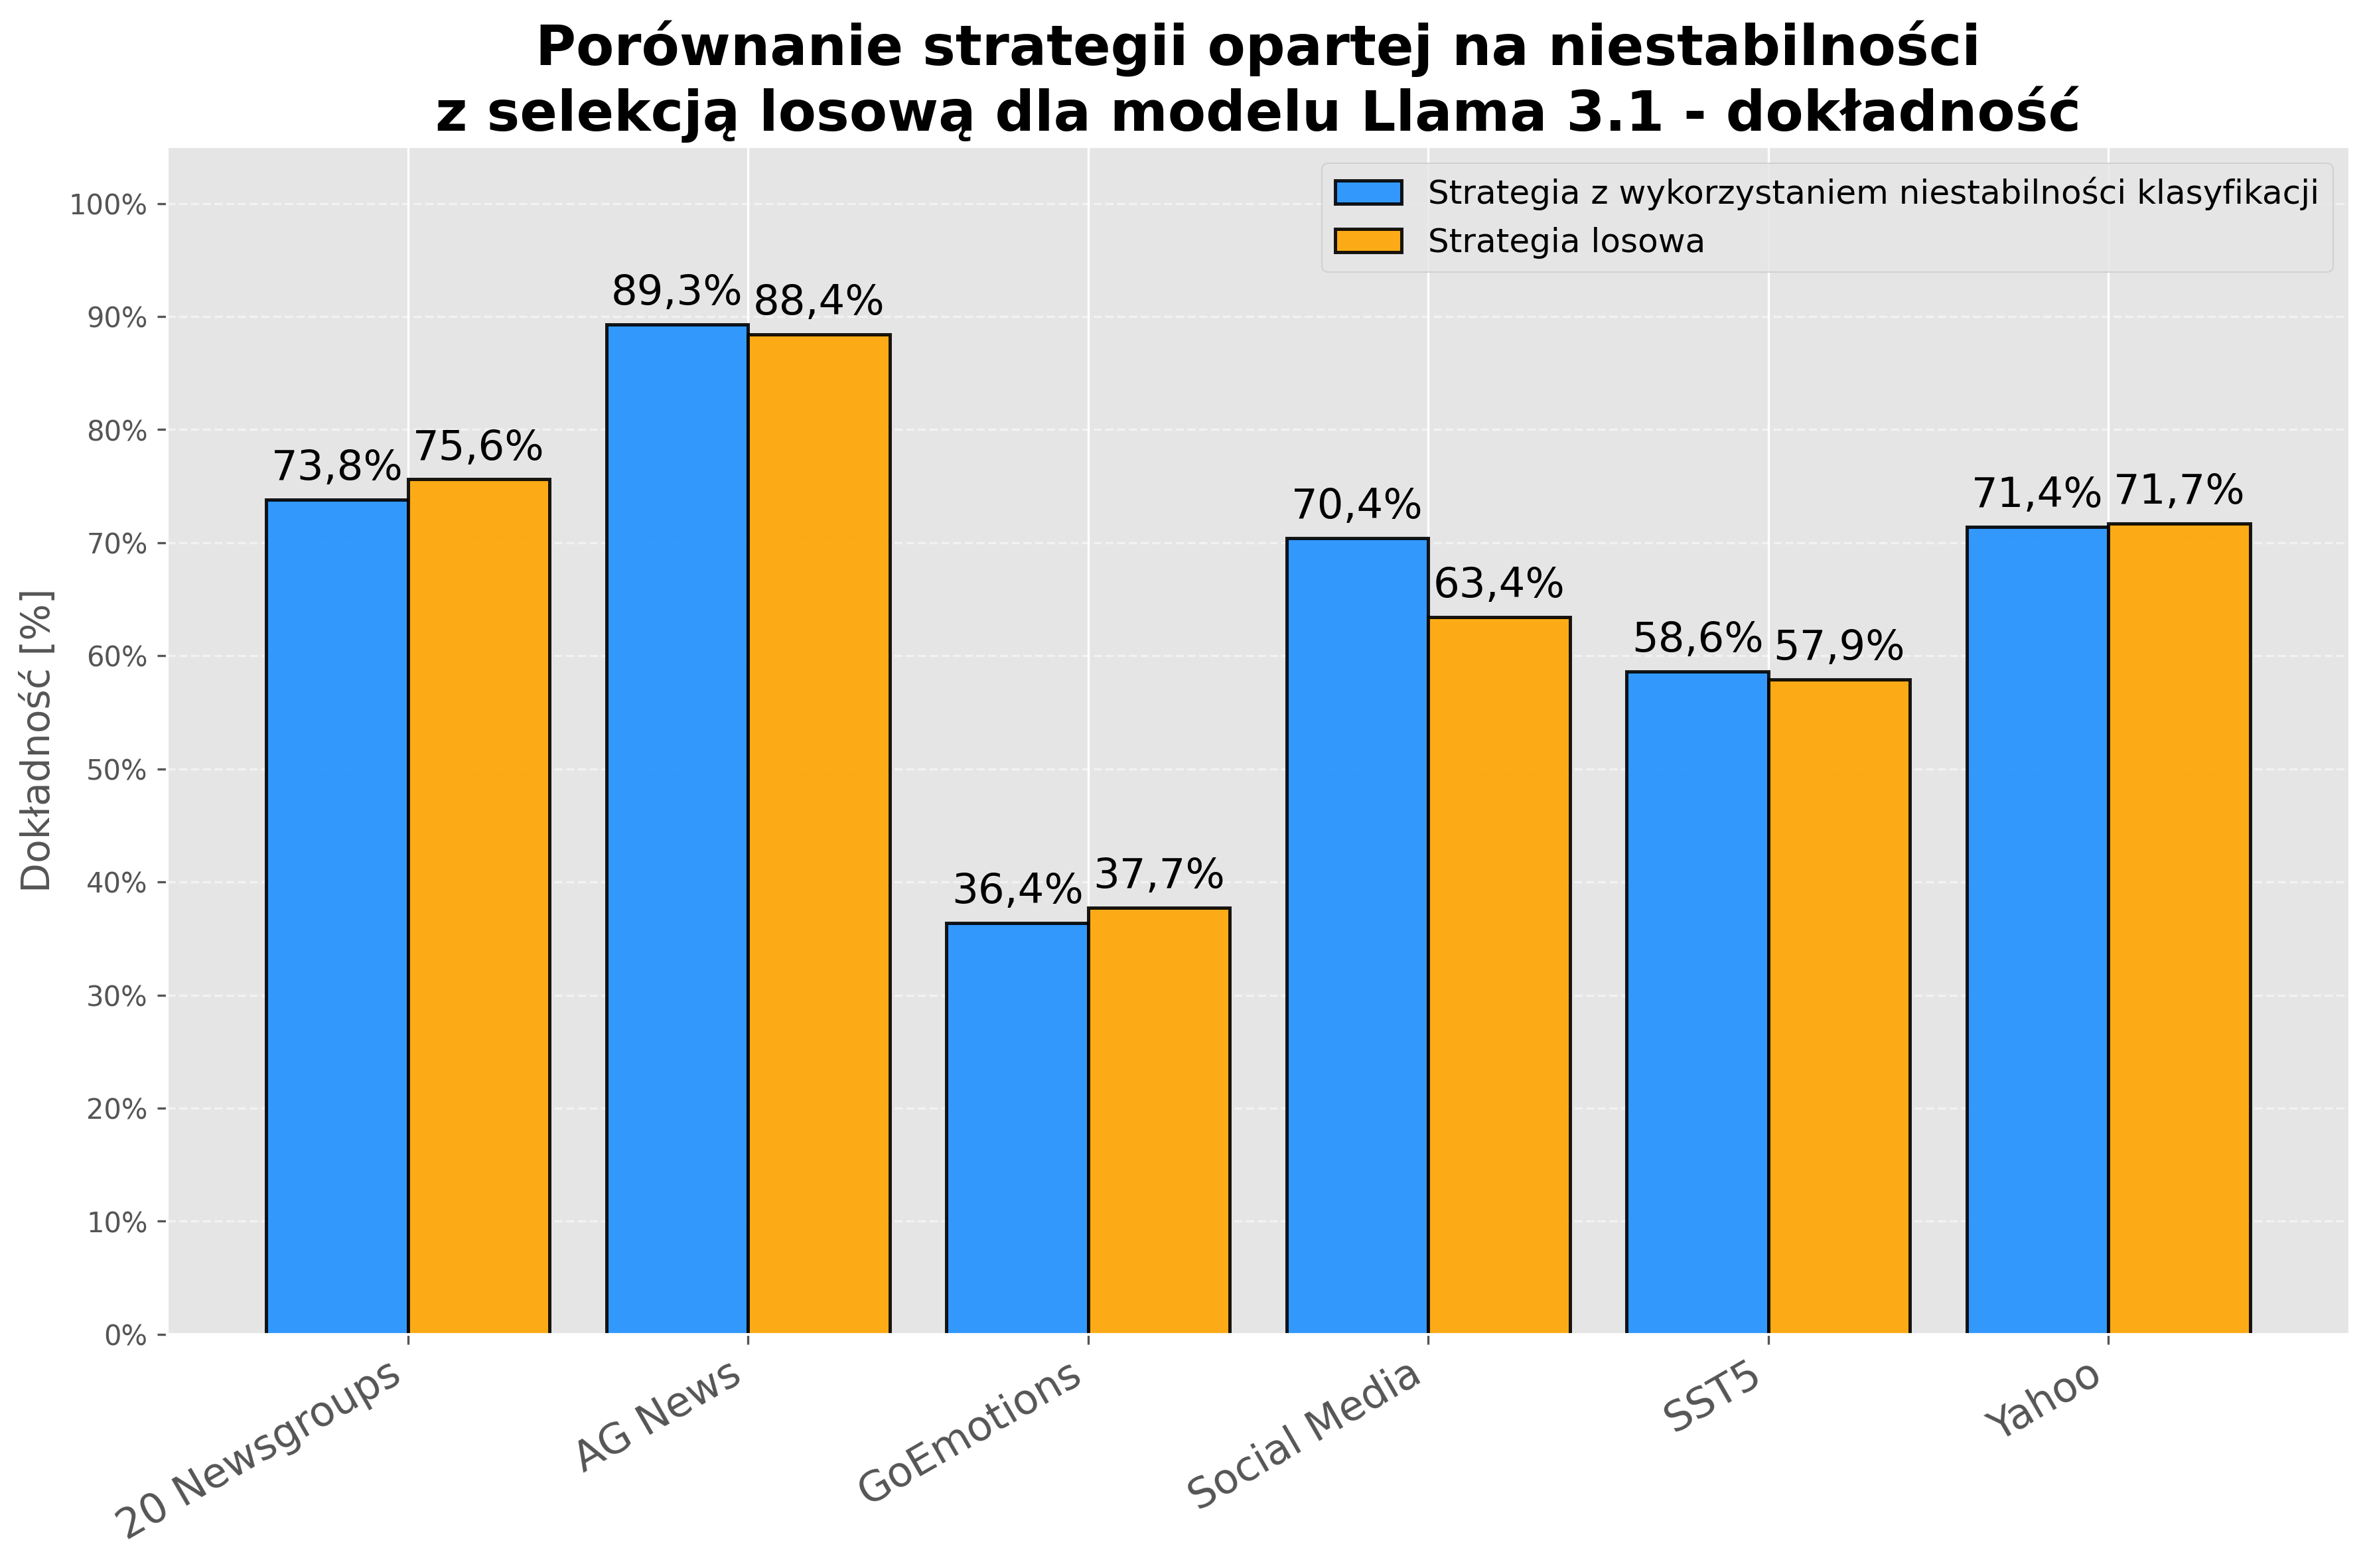 Porównanie strategii opartej na niestabilności
z selekcją losową dla modelu Llama 3.1 - dokładność
Strategia z wykorzystaniem niestabilności klasyfikacji
Strategia losowa
Dokładność [%]
100%
90%
80%
70%
60%
50%
40%
30%
20%
10%
0%
73,8%
75,6%
89,3%
88,4%
36,4%
37,7%
70,4%
63,4%
58,6%
57,9%
71,4%
71,7%
20 Newsgroups
AG News
GoEmotions
Social Media
SST5
Yahoo